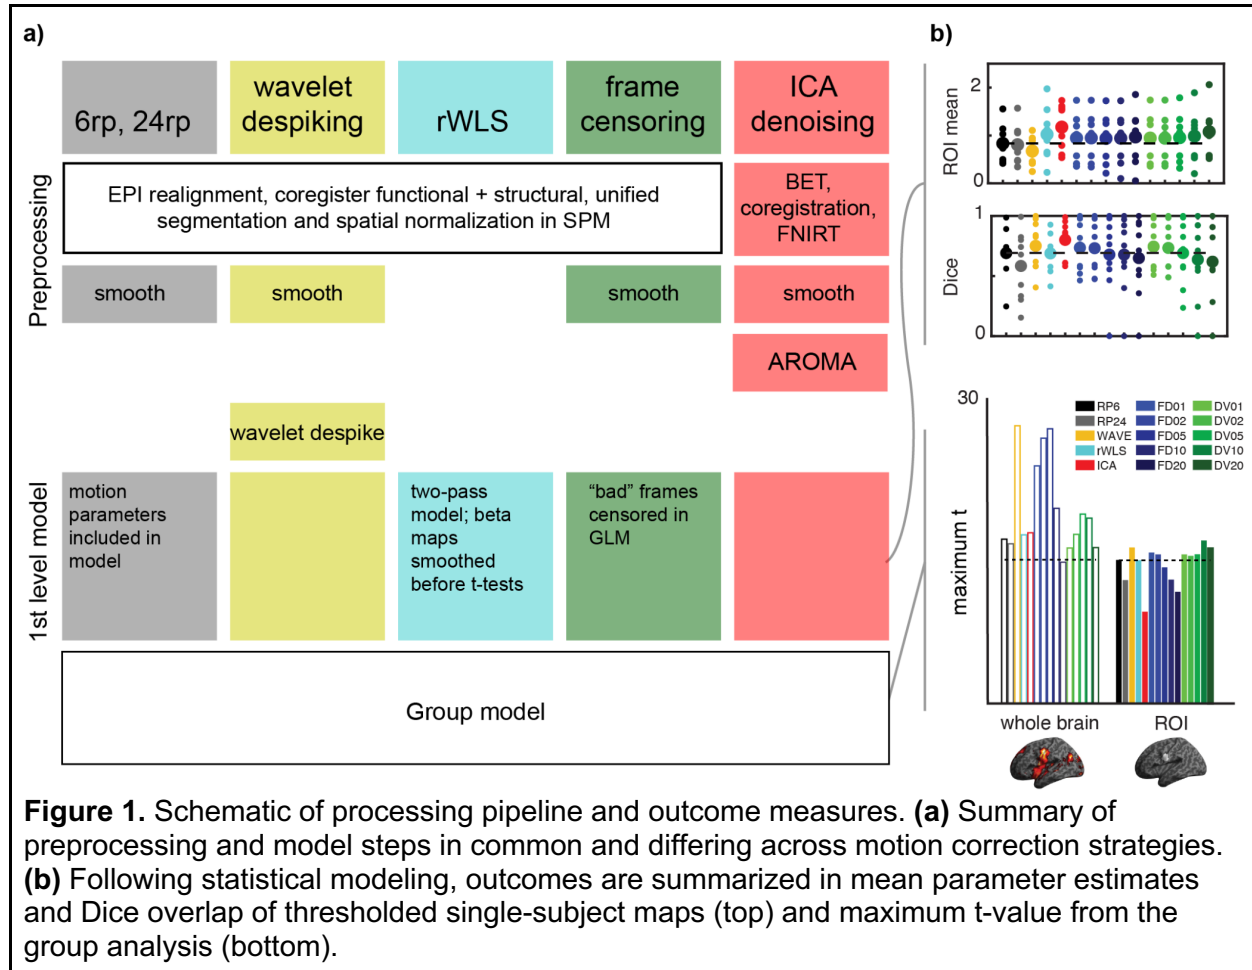 a)
6rp, 24rp
wavelet
despiking
rWLS
frame
censoring
ICA
denoising
Preprocessing
EPI realignment, coregister functional + structural, unified
segmentation and spatial normalization in SPM
BET,
coregistration,
FNIRT
smooth
smooth
smooth
smooth
AROMA
wavelet despike
1st level model
motion
parameters
included in
model
two-pass
model; beta
maps
smoothed
before t-tests
“bad” frames
censored in
GLM
Group model
b)
ROI mean
2
1
0
Dice
1
0
maximum t
30
RP6
RP24
WAVE
rWLS
ICA
FD01
FD02
FD05
FD10
FD20
DV01
DV02
DV05
DV10
DV20
whole brain
ROI
Figure 1. Schematic of processing pipeline and outcome measures. (a) Summary of
preprocessing and model steps in common and differing across motion correction strategies.
(b) Following statistical modeling, outcomes are summarized in mean parameter estimates
and Dice overlap of thresholded single-subject maps (top) and maximum t-value from the
group analysis (bottom).